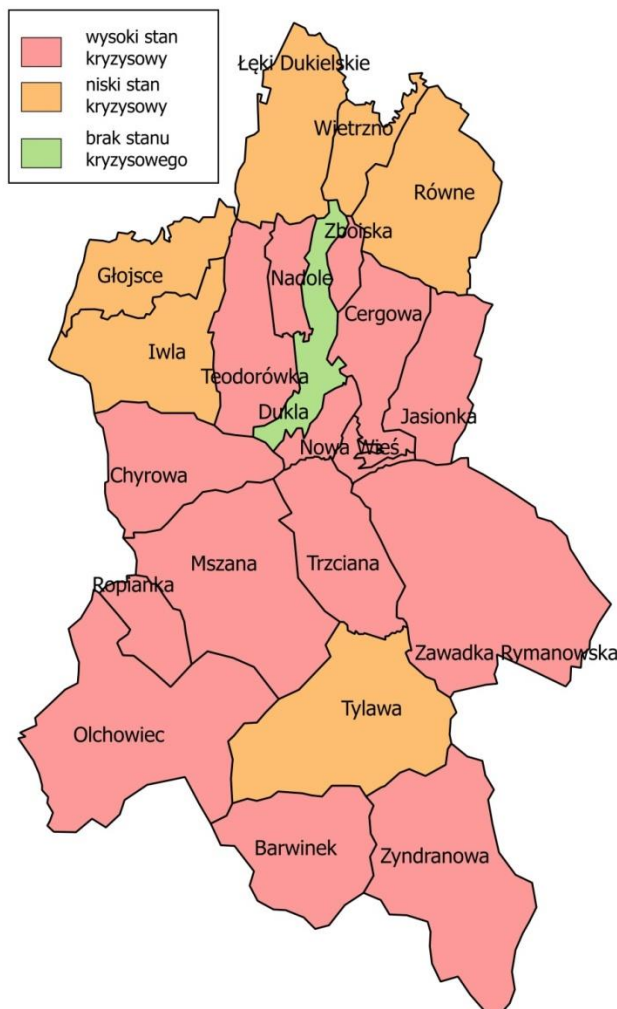 wysoki stan
kryzysowy
niski stan
kryzysowy
brak stanu
kryzysowego
Łęki Dukielskie
Wietrzno
Równe
Zboiska
Głojsce
Nadole
Cergowa
Iwla
Teodorówka
Dukla
Jasionka
Nowa Wieś
Chyrowa
Mszana
Trzciana
Ropianka
Zawadka Rymanowska
Tylawa
Olchowiec
Barwinek
Zyndranowa